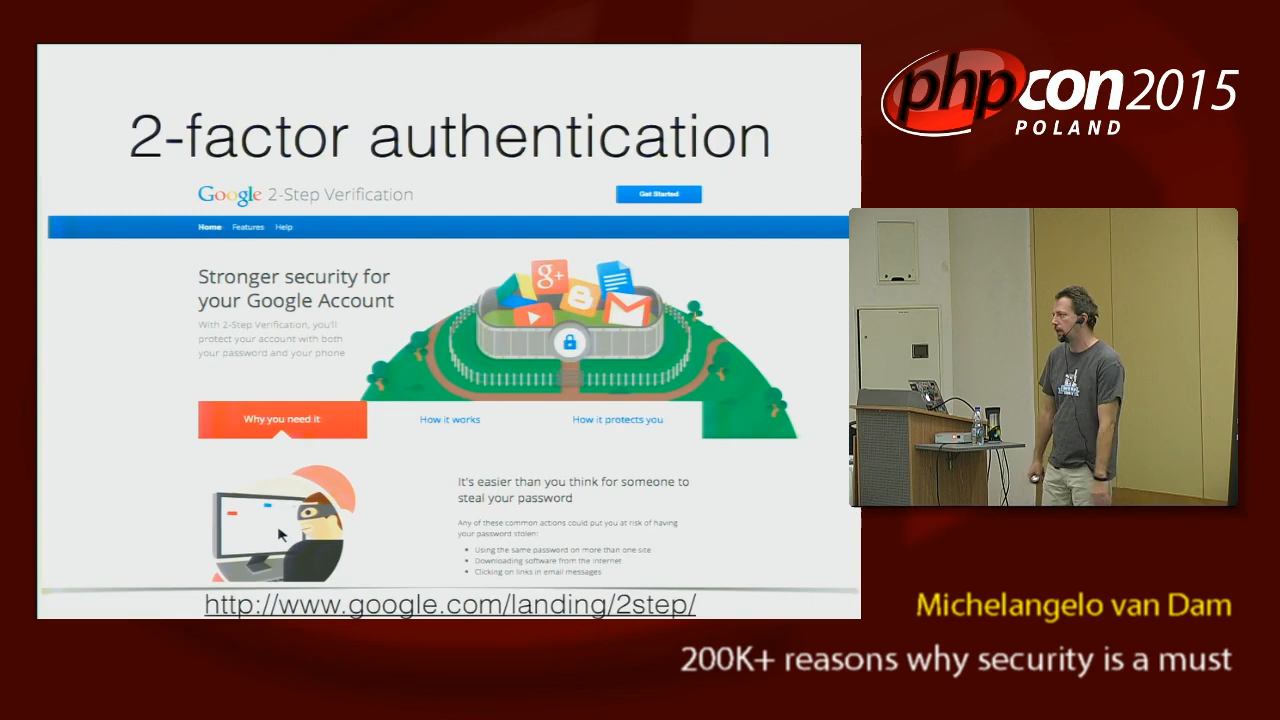 2-factor authentication
Google 2-Step Verification
Get Started
Home Features Help
Stronger security for
your Google Account
With 2-Step Verification, you'll
protect your account with both
your password and your phone
g+
Why you need it
How it works
How it protects you
It's easier than you think for someone to
steal your password
Any of these common actions could put you at risk of having
your password stolen:
• Using the same password on more than one site
• Downloading software from the internet
• Clicking on links in email messages
http://www.google.com/landing/2step/
phpcon2015
POLAND
Michelangelo van Dam
200K+ reasons why security is a must